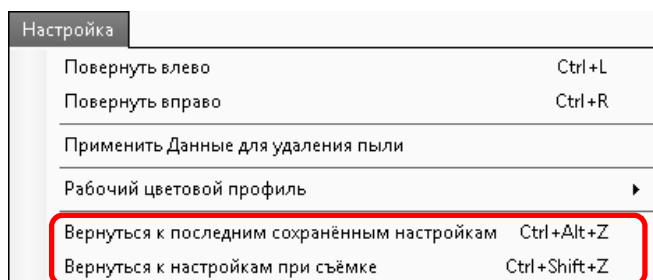 Настройка
Повернуть влево Ctrl+L
Повернуть вправо Ctrl+R
Применить Данные для удаления пыли
Рабочий цветовой профиль
Вернуться к последним сохранённым настройкам Ctrl+Alt+Z
Вернуться к настройкам при съёмке Ctrl+Shift+Z